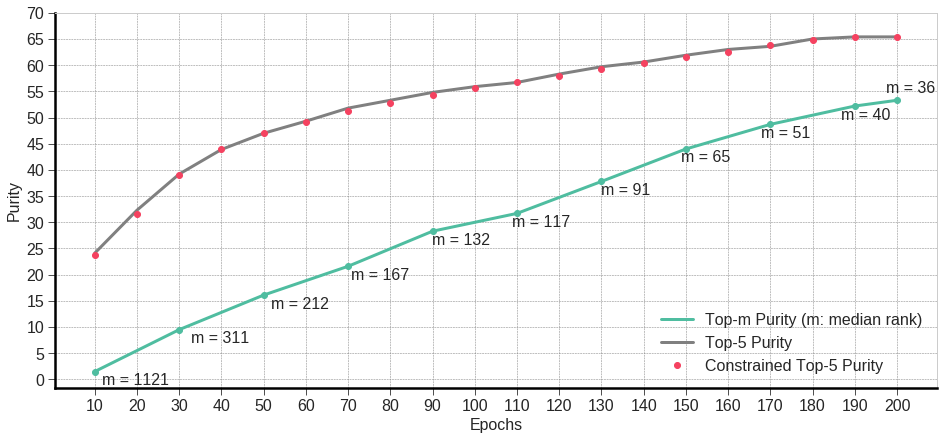 70
65
60
55
50
45
40
35
30
25
20
15
10
5
0
Purity
m = 36
m = 40
m = 51
m = 65
m = 91
m = 117
m = 132
m = 167
m = 212
m = 311
m = 1121
Top-m Purity (m: median rank)
Top-5 Purity
Constrained Top-5 Purity
10 20 30 40 50 60 70 80 90 100 110 120 130 140 150 160 170 180 190 200
Epochs